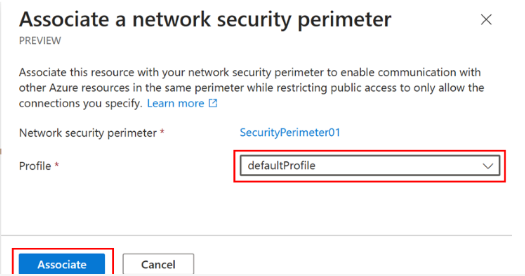 Associate a network security perimeter
PREVIEW
Associate this resource with your network security perimeter to enable communication with
other Azure resources in the same perimeter while restricting public access to only allow the
connections you specify. Learn more
Network security perimeter * SecurityPerimeter01
Profile * defaultProfile
Associate Cancel